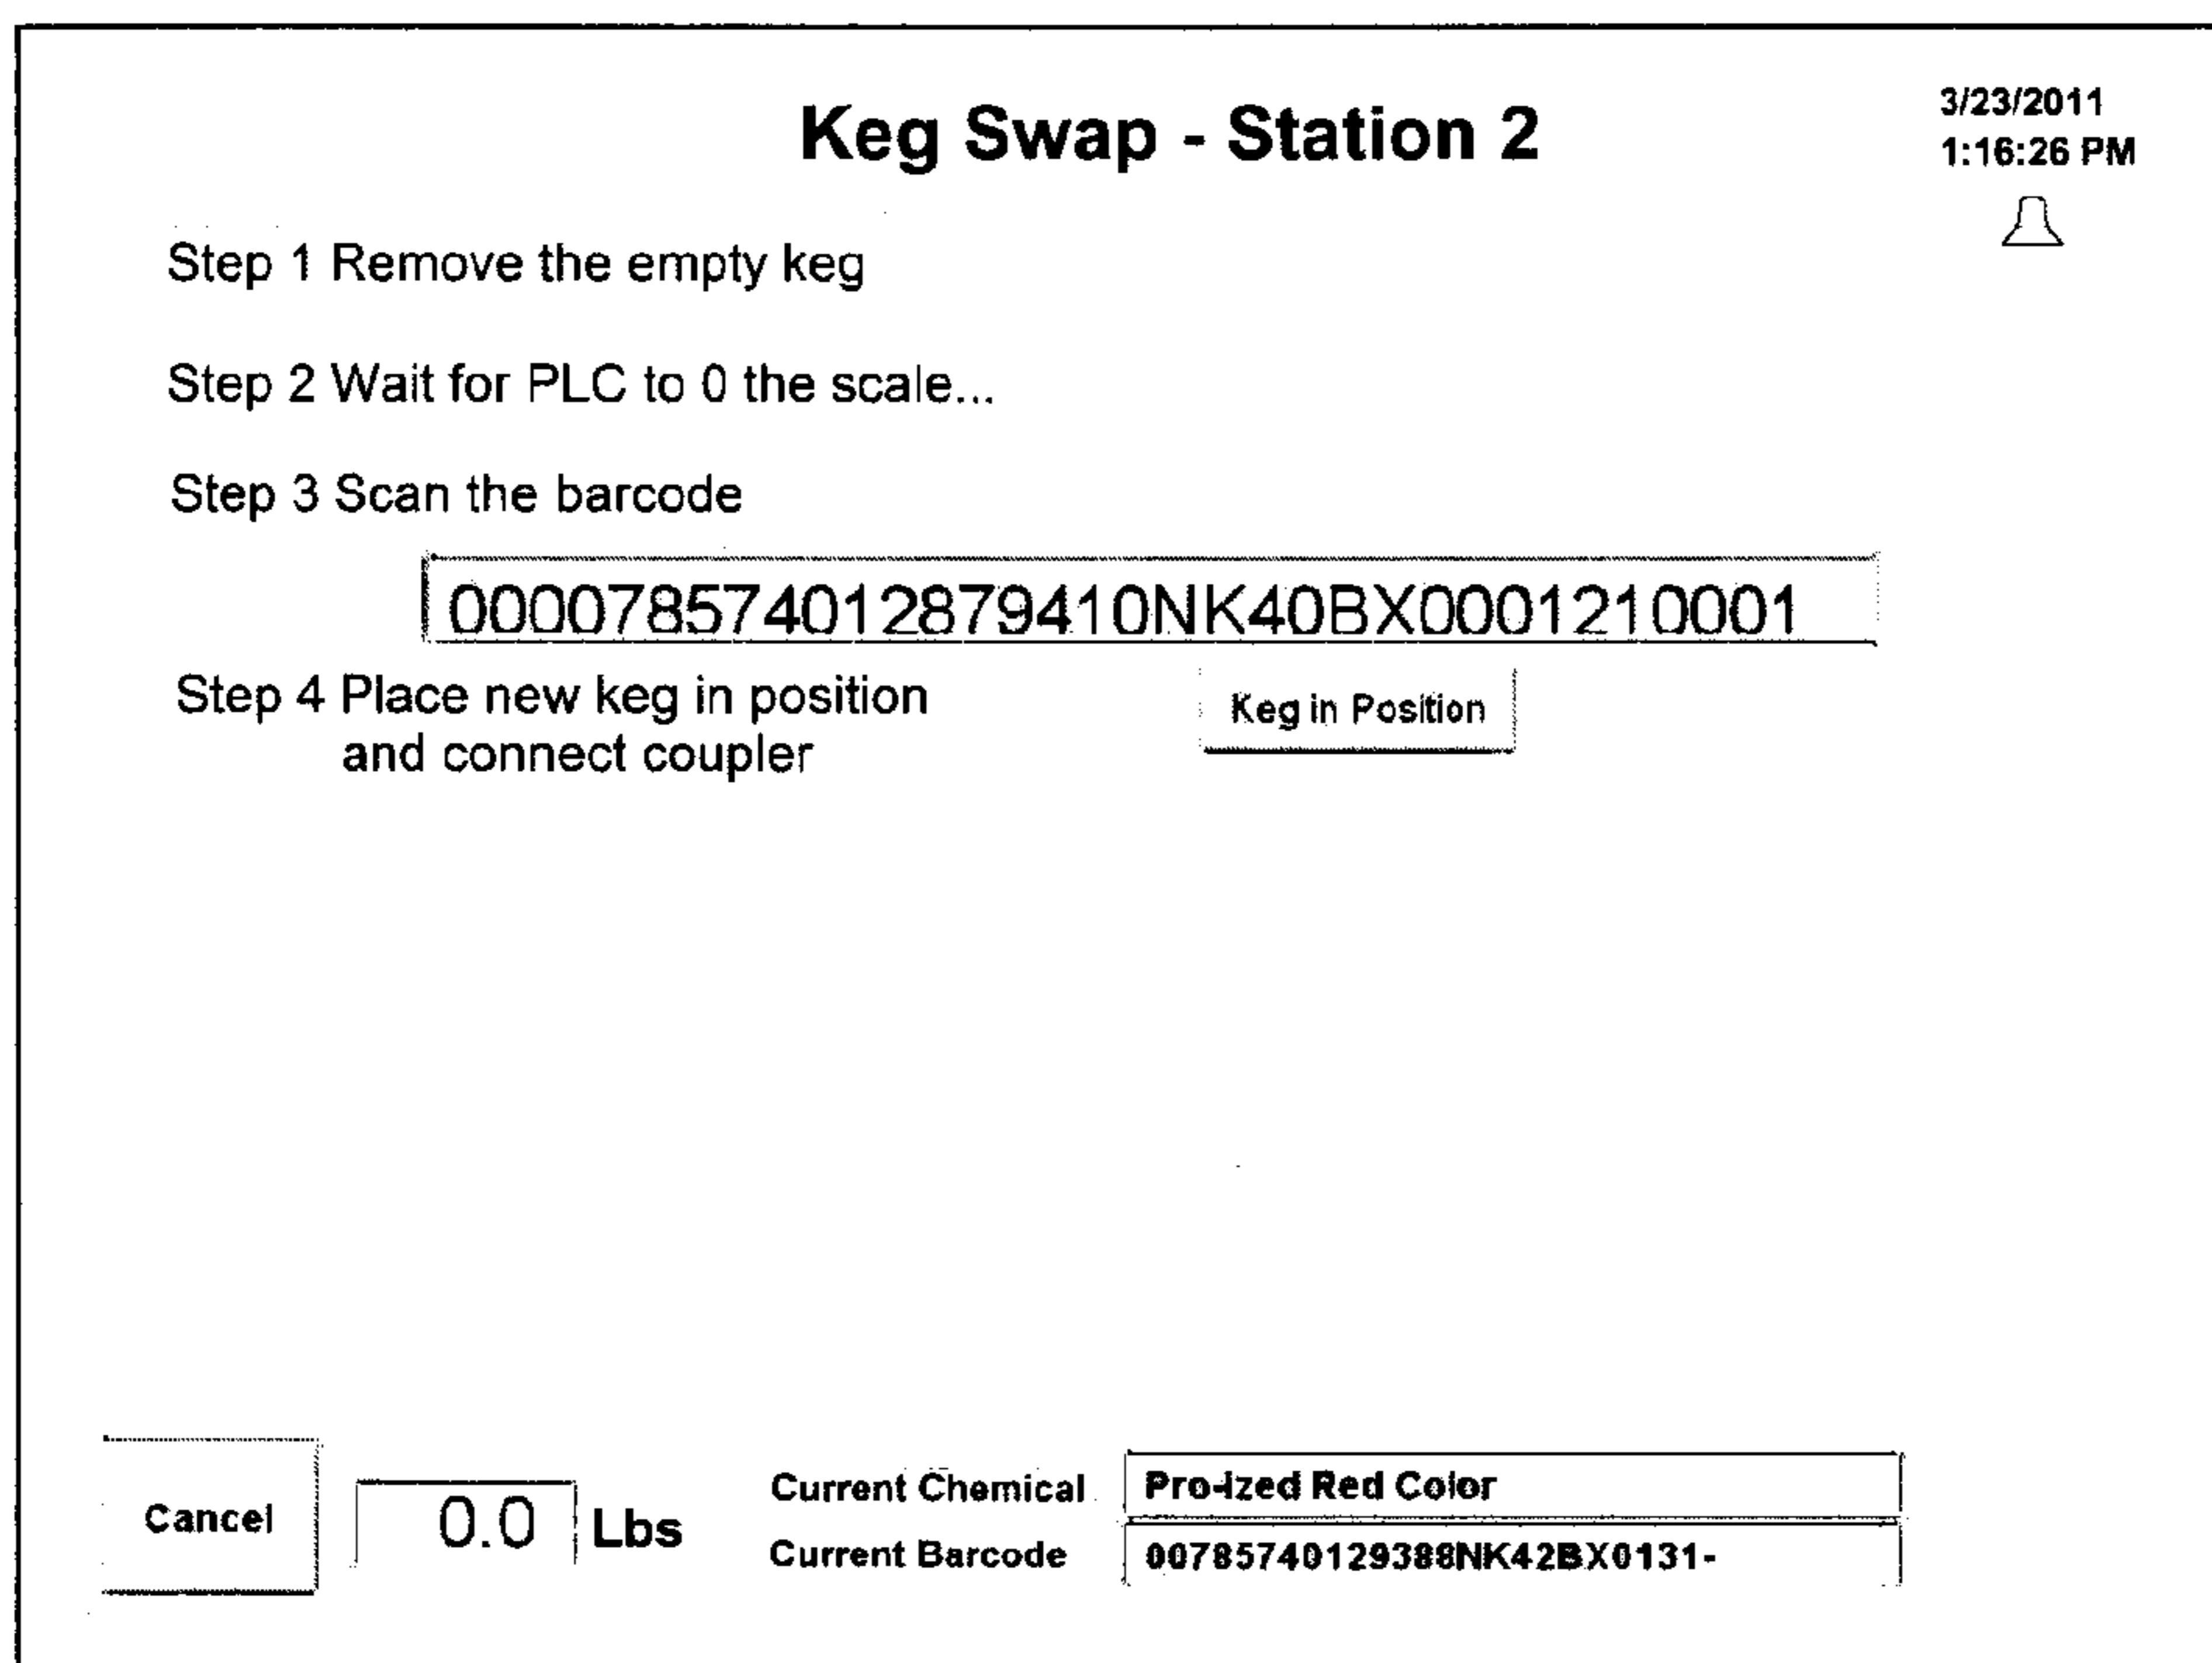 Keg Swap - Station 2
3/23/2011
1:16:26 PM
Step 1 Remove the empty keg
Step 2 Wait for PLC to 0 the scale...
Step 3 Scan the barcode
000078574012879410NK40BX0001210001
Step 4 Place new keg in position
and connect coupler
Keg in Position
Cancel
0.0 Lbs
Current Chemical Pro-ized Red Color
Current Barcode 00785740129388NK42BX0131-